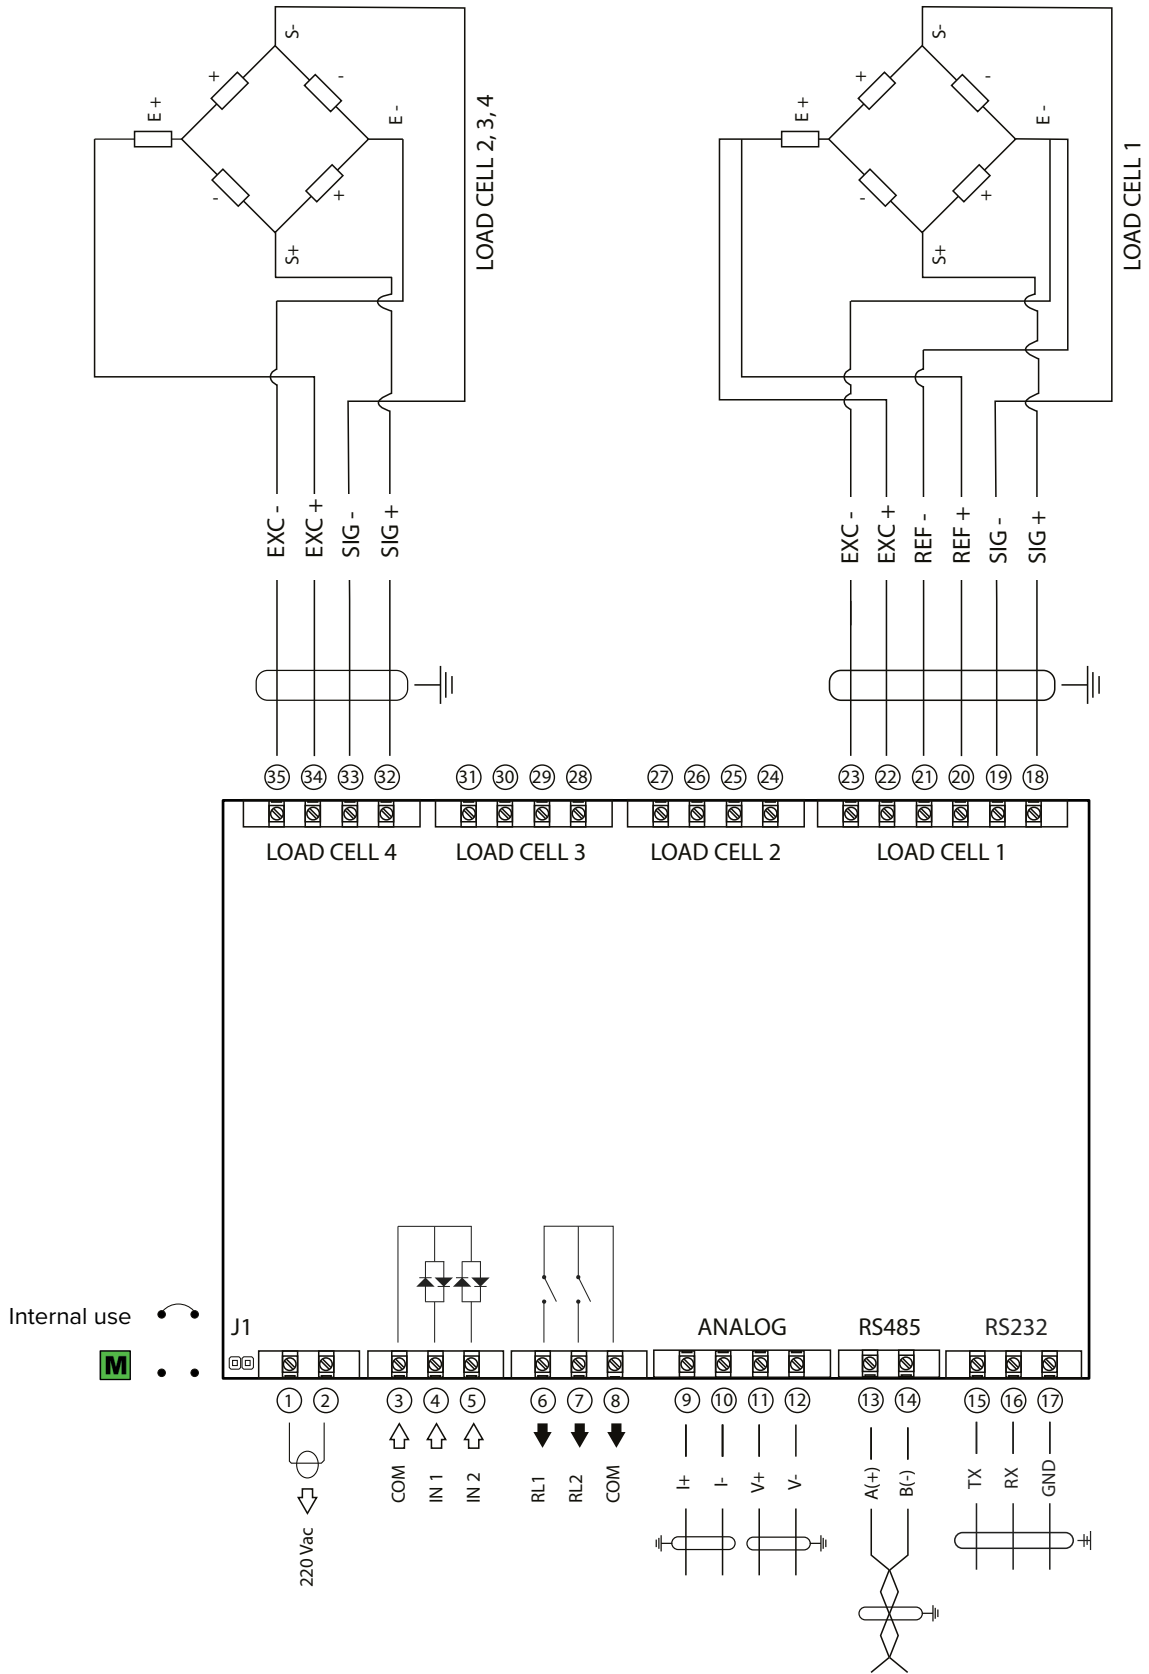 S-
+
-
E +
E -
-
+
S+
LOAD CELL 2, 3, 4
S-
+
-
E +
E -
-
+
S+
LOAD CELL 1
EXC -
EXC +
SIG -
SIG +
EXC -
EXC +
REF -
REF +
SIG -
SIG +
35 34 33 32
31 30 29 28
27 26 25 24
23 22 21 20 19 18
LOAD CELL 4
LOAD CELL 3
LOAD CELL 2
LOAD CELL 1
Internal use
J1
ANALOG
RS485
RS232
M
1 2
3 4 5
6 7 8
9 10 11 12
13 14
15 16 17
220 Vac
COM
IN 1
IN 2
RL1
RL2
COM
I+
I-
V+
V-
A(+)
B(-)
TX
RX
GND